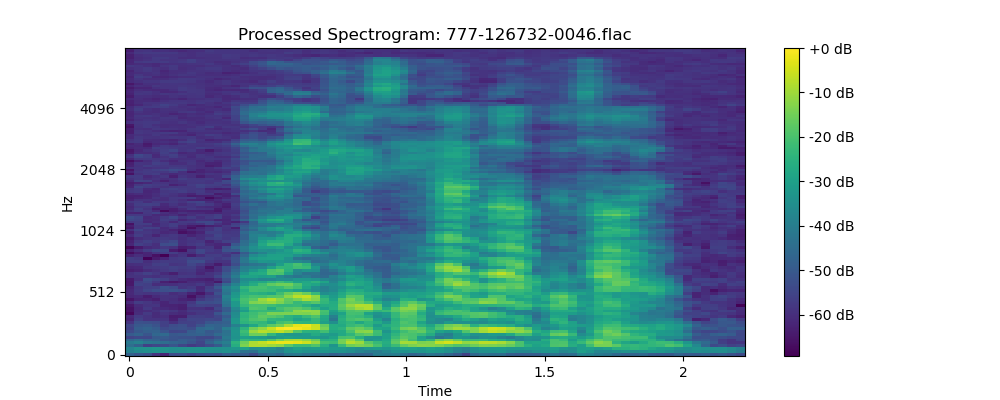 Processed Spectrogram: 777-126732-0046.flac
+0 dB
-10 dB
-20 dB
-30 dB
-40 dB
-50 dB
-60 dB
4096
2048
1024
512
0
Hz
0
0.5
1
1.5
2
Time